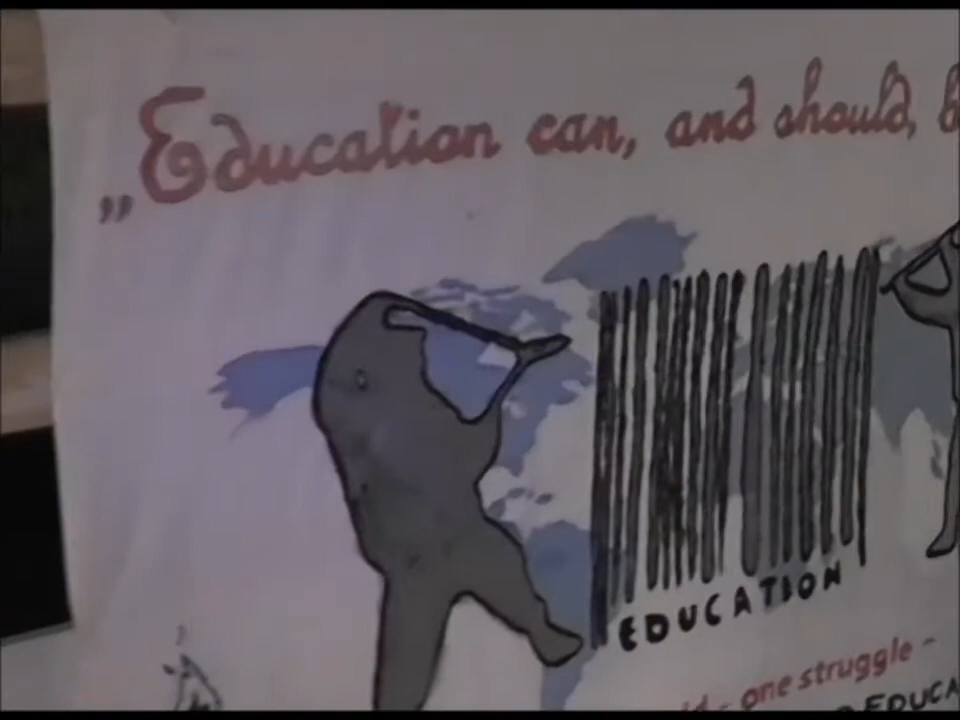 „Education can, and should,
EDUCATION
- one struggle -